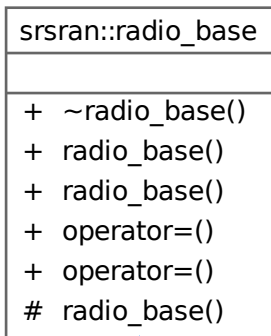 srsran::radio_base
+ ~radio_base()
+ radio_base()
+ radio_base()
+ operator=()
+ operator=()
# radio_base()